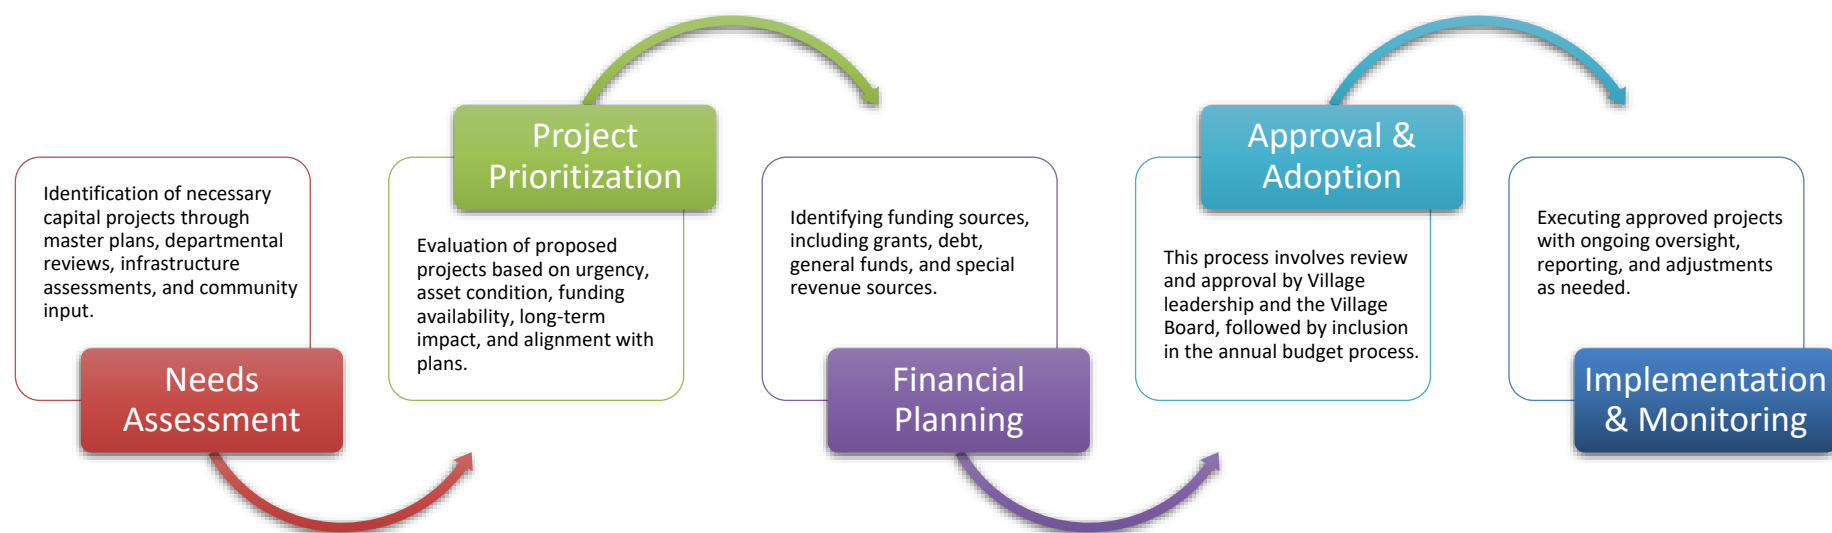 Identification of necessary
capital projects through
master plans, departmental
reviews, infrastructure
assessments, and community
input.
Needs
Assessment
Project
Prioritization
Evaluation of proposed
projects based on urgency,
asset condition, funding
availability, long-term
impact, and alignment with
plans.
Identifying funding sources,
including grants, debt,
general funds, and special
revenue sources.
Financial
Planning
Approval &
Adoption
This process involves review
and approval by Village
leadership and the Village
Board, followed by inclusion
in the annual budget process.
Executing approved projects
with ongoing oversight,
reporting, and adjustments
as needed.
Implementation
& Monitoring